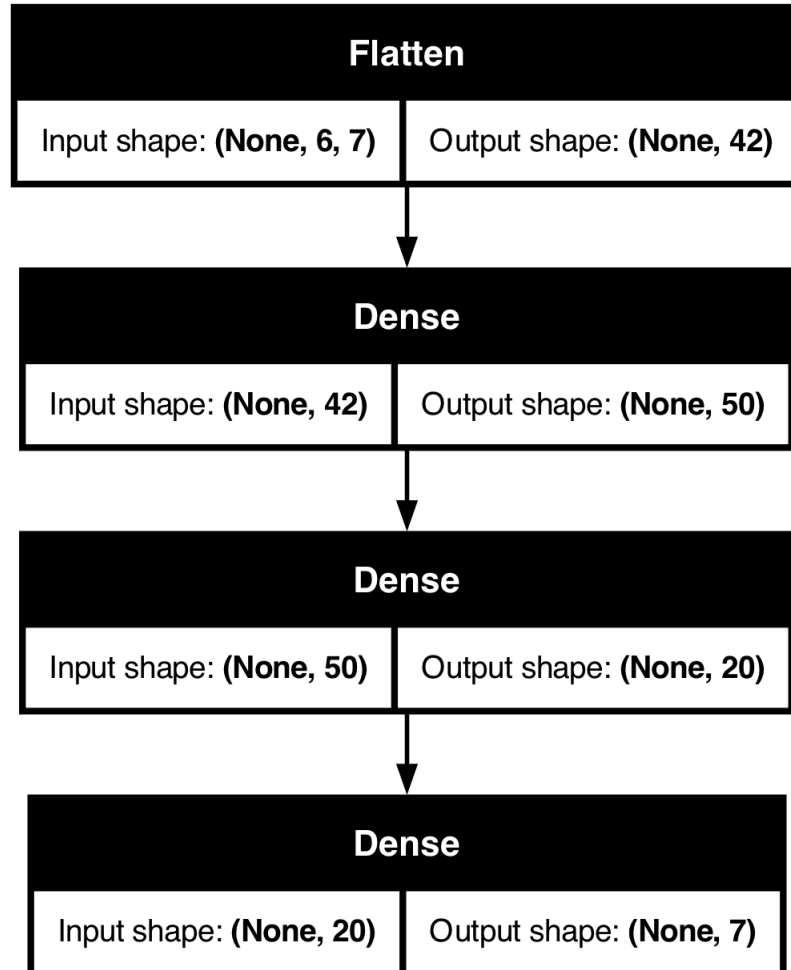 Flatten
Input shape: (None, 6, 7) Output shape: (None, 42)
Dense
Input shape: (None, 42) Output shape: (None, 50)
Dense
Input shape: (None, 50) Output shape: (None, 20)
Dense
Input shape: (None, 20) Output shape: (None, 7)